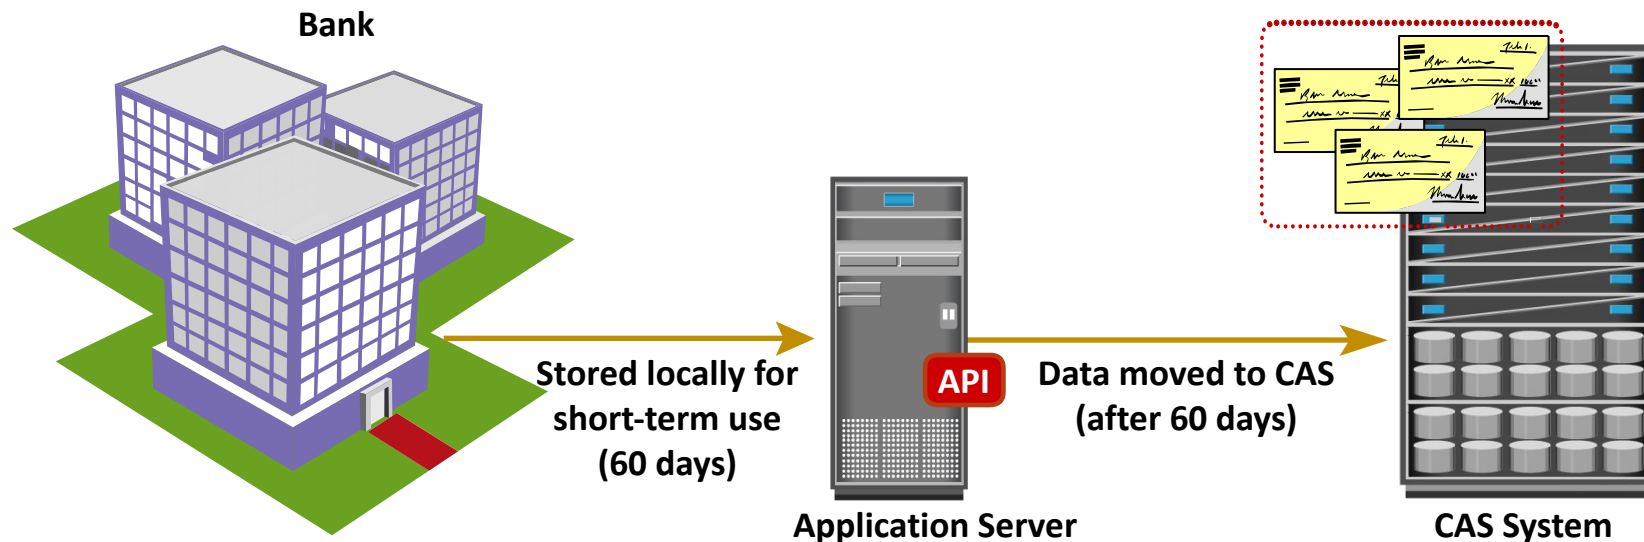 Bank
Stored locally for
short-term use
(60 days)
API
Data moved to CAS
(after 60 days)
Application Server
CAS System